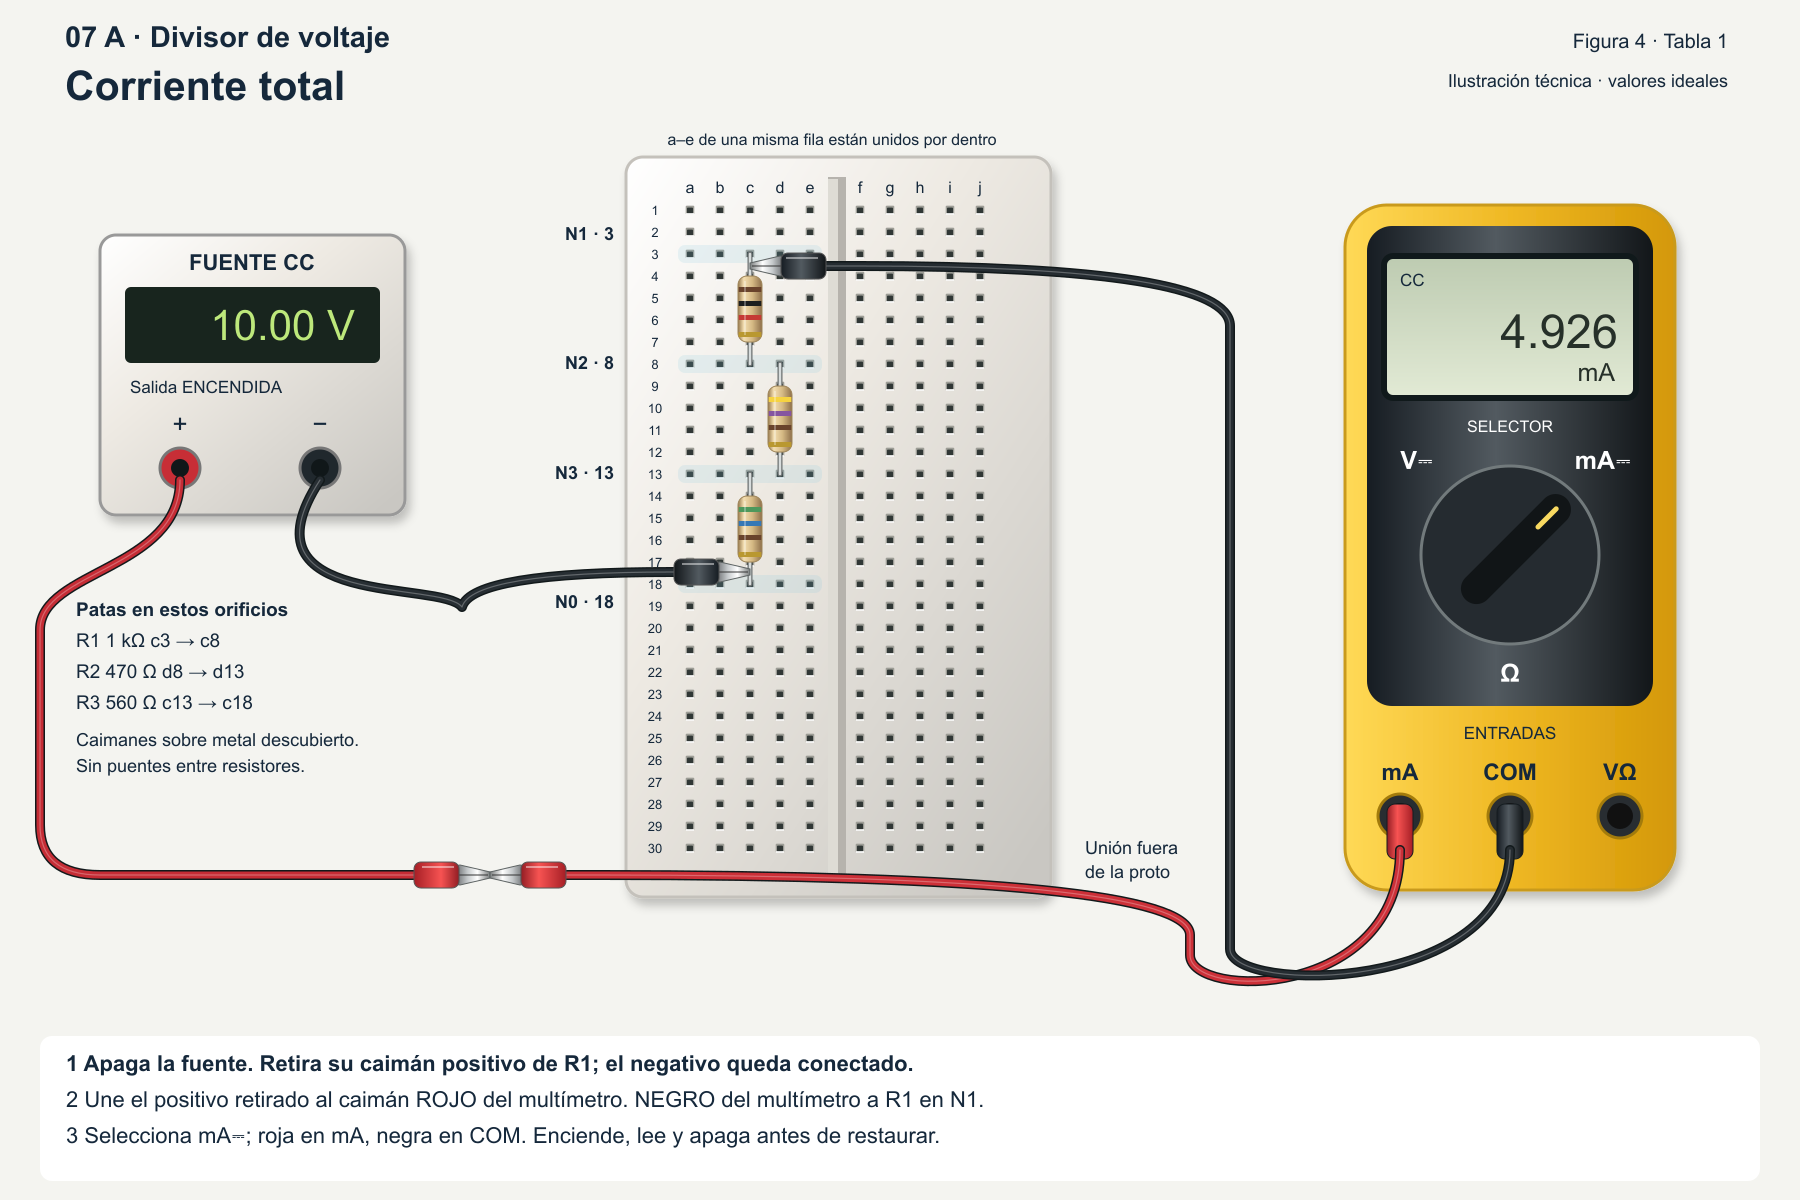 07 A · Divisor de voltaje
Corriente total
Figura 4 · Tabla 1
Ilustración técnica · valores ideales
a–e de una misma fila están unidos por dentro
a b c d e f g h i j
1
2
3
4
5
6
7
8
9
10
11
12
13
14
15
16
17
18
19
20
21
22
23
24
25
26
27
28
29
30
N1 · 3
N2 · 8
N3 · 13
N0 · 18
FUENTE CC
10.00 V
Salida ENCENDIDA
+ −
Patas en estos orificios
R1 1 kΩ c3 → c8
R2 470 Ω d8 → d13
R3 560 Ω c13 → c18
Caimanes sobre metal descubierto.
Sin puentes entre resistores.
Unión fuera
de la proto
CC
4.926
mA
SELECTOR
V⎓ mA⎓
Ω
ENTRADAS
mA COM VΩ
1 Apaga la fuente. Retira su caimán positivo de R1; el negativo queda conectado.
2 Une el positivo retirado al caimán ROJO del multímetro. NEGRO del multímetro a R1 en N1.
3 Selecciona mA⎓; roja en mA, negra en COM. Enciende, lee y apaga antes de restaurar.